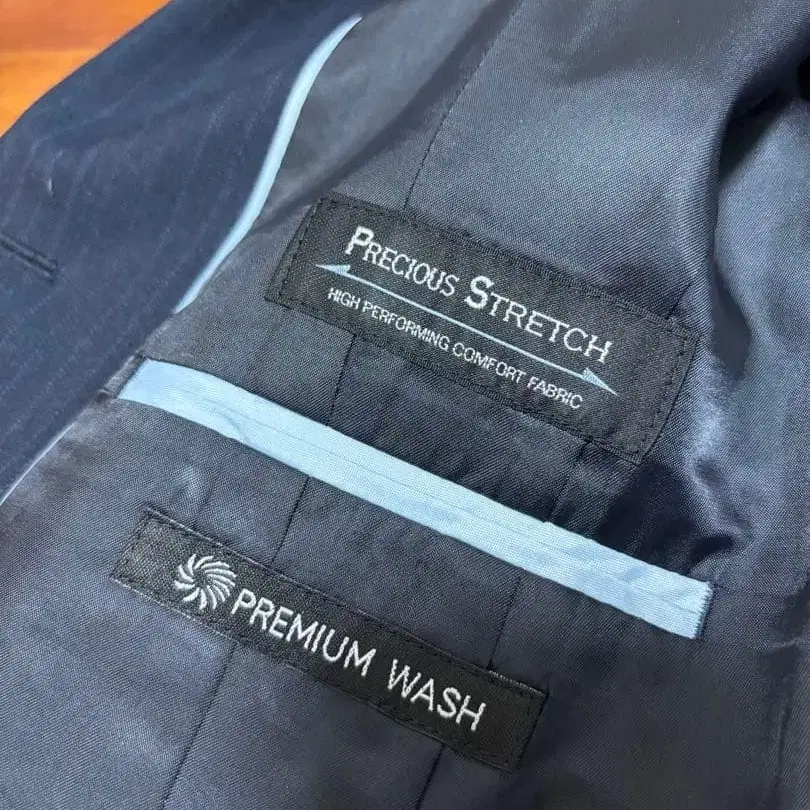 PRECIOUS STRETCH
HIGH PERFORMING COMFORT FABRIC
PREMIUM WASH